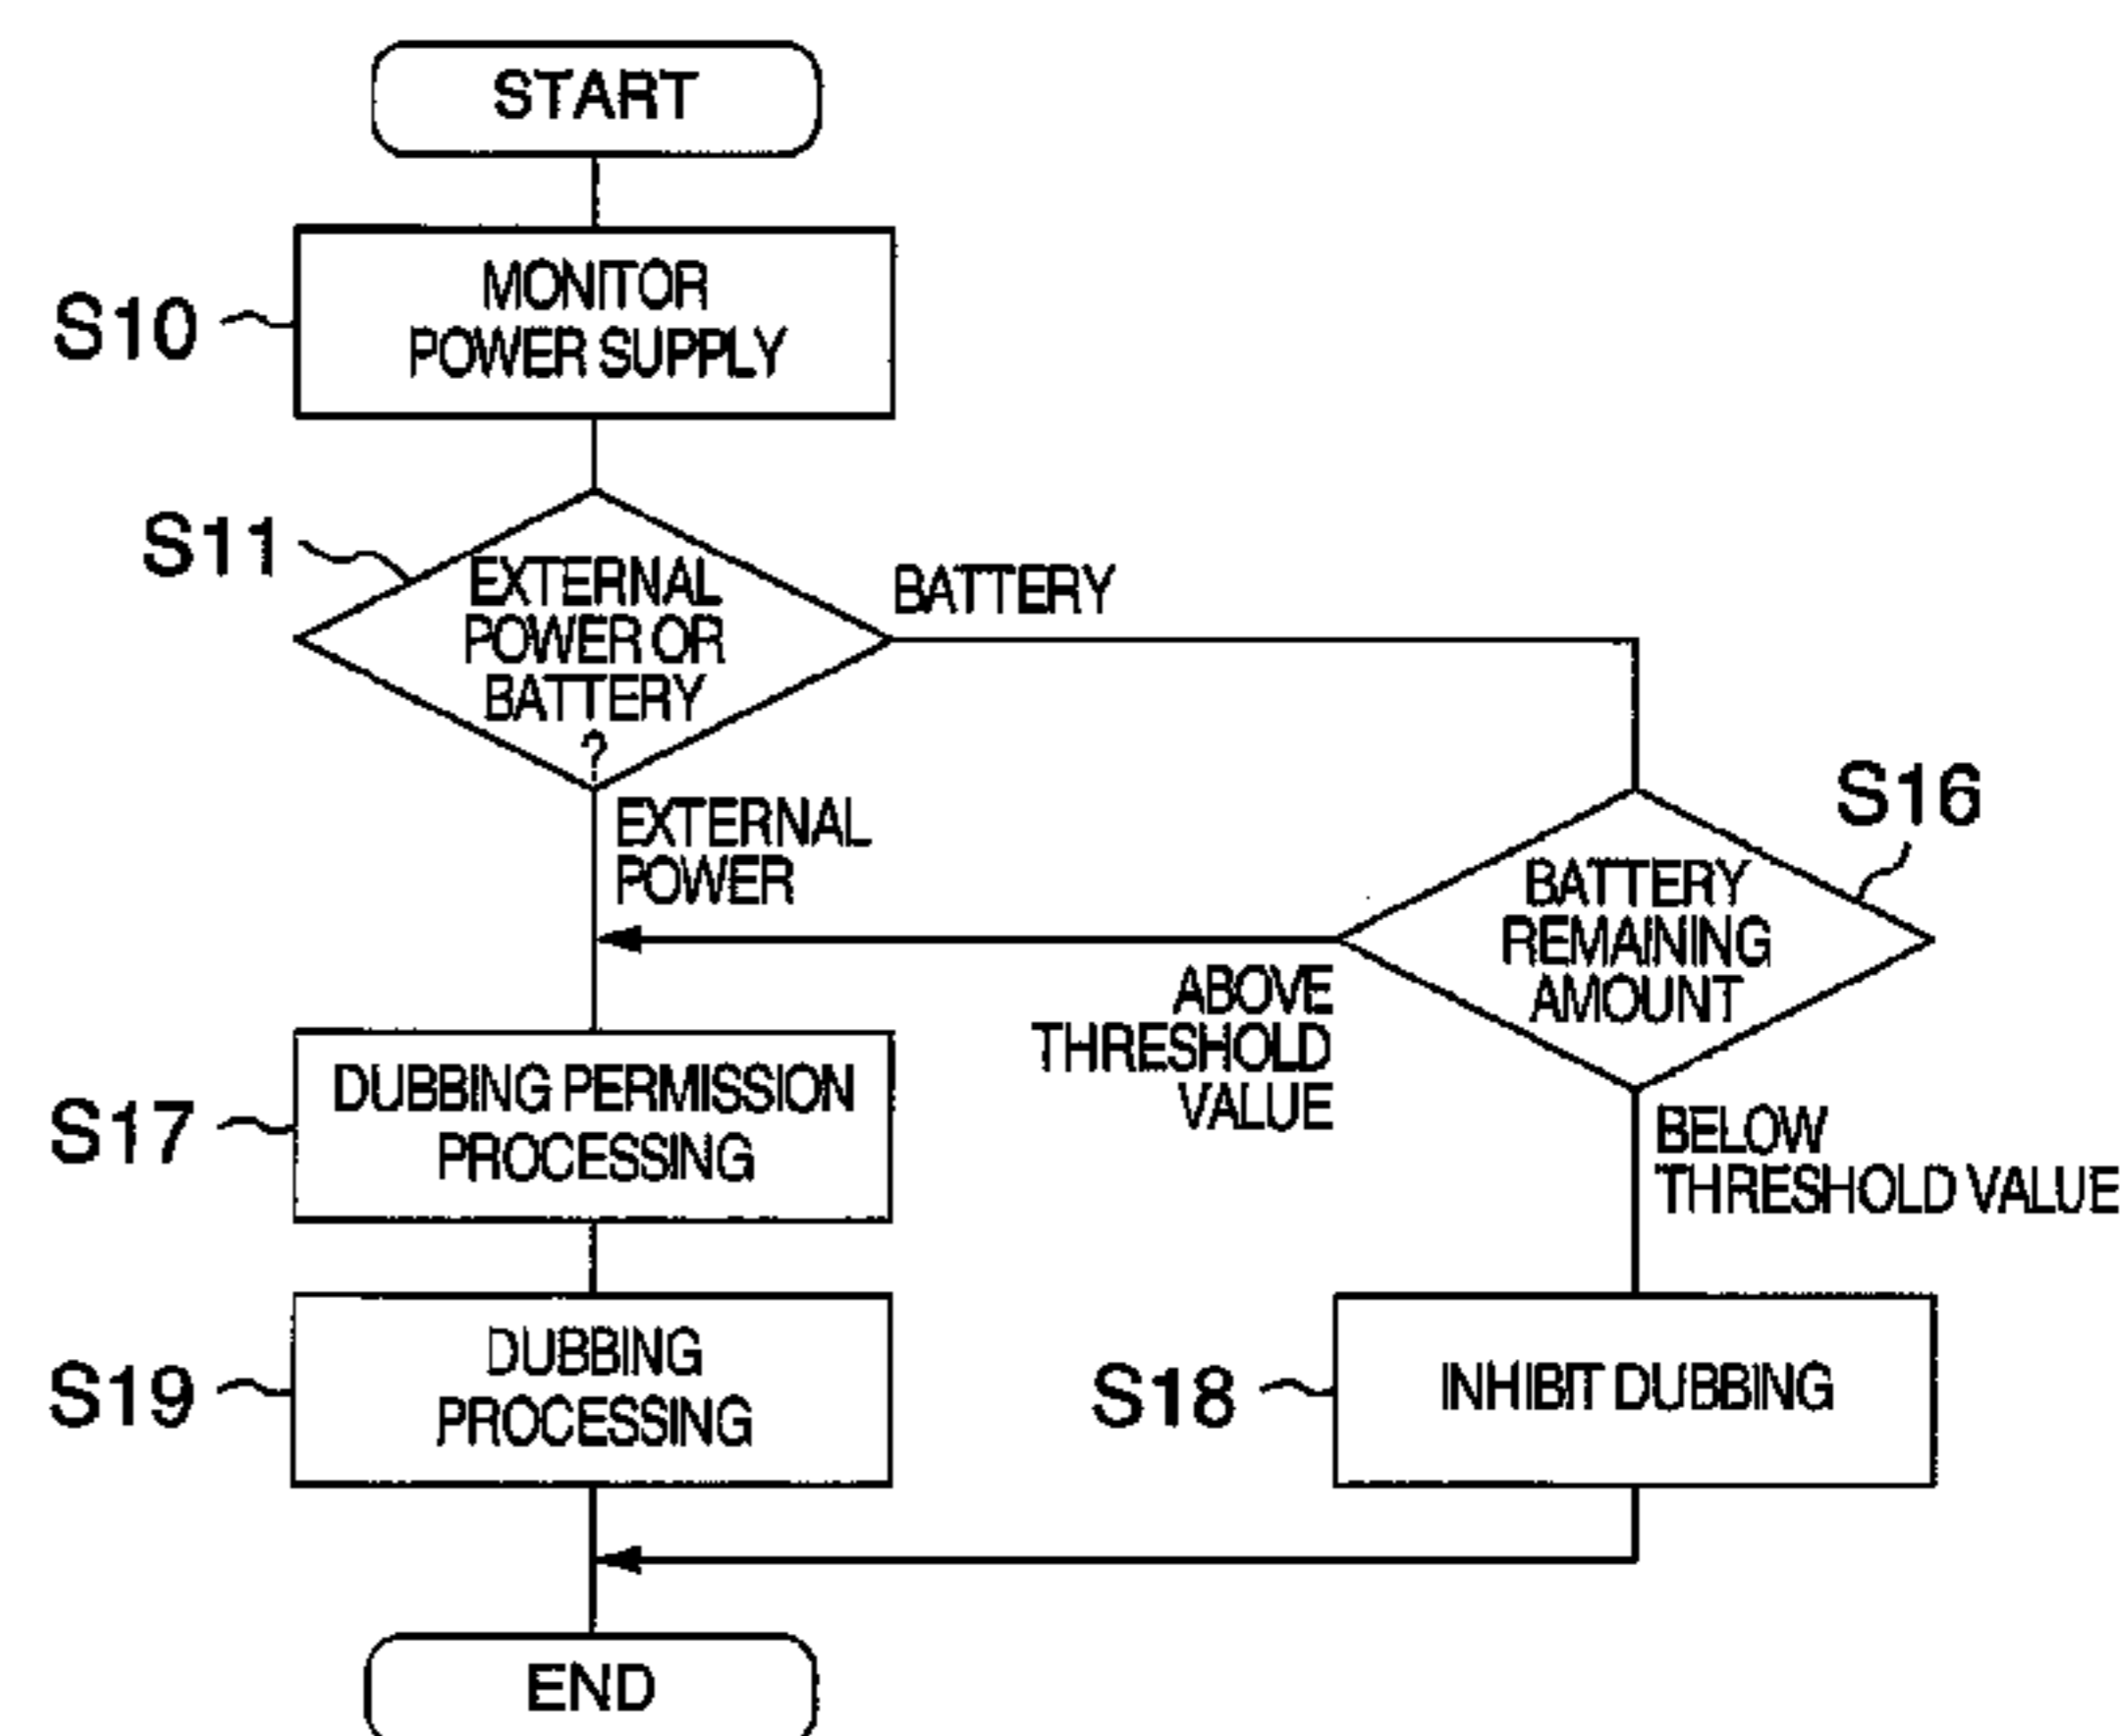 START
S10
MONITOR
POWER SUPPLY
S11
EXTERNAL
POWER OR
BATTERY
?
BATTERY
EXTERNAL
POWER
S16
BATTERY
REMAINING
AMOUNT
ABOVE
THRESHOLD
VALUE
BELOW
THRESHOLD VALUE
S17
DUBBING PERMISSION
PROCESSING
S19
DUBBING
PROCESSING
S18
INHIBIT DUBBING
END